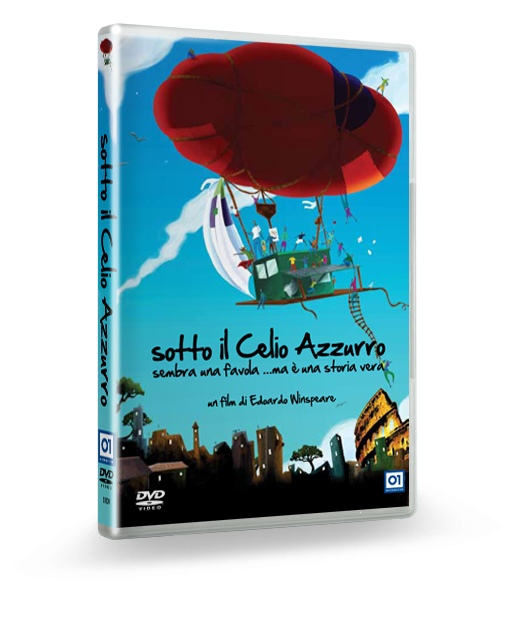 sotto il Celio Azzurro
01
DVD
sotto il Celio Azzurro
sembra una favola ...ma è una storia vera
un film di Edoardo Winspeare
DVD
VIDEO
01